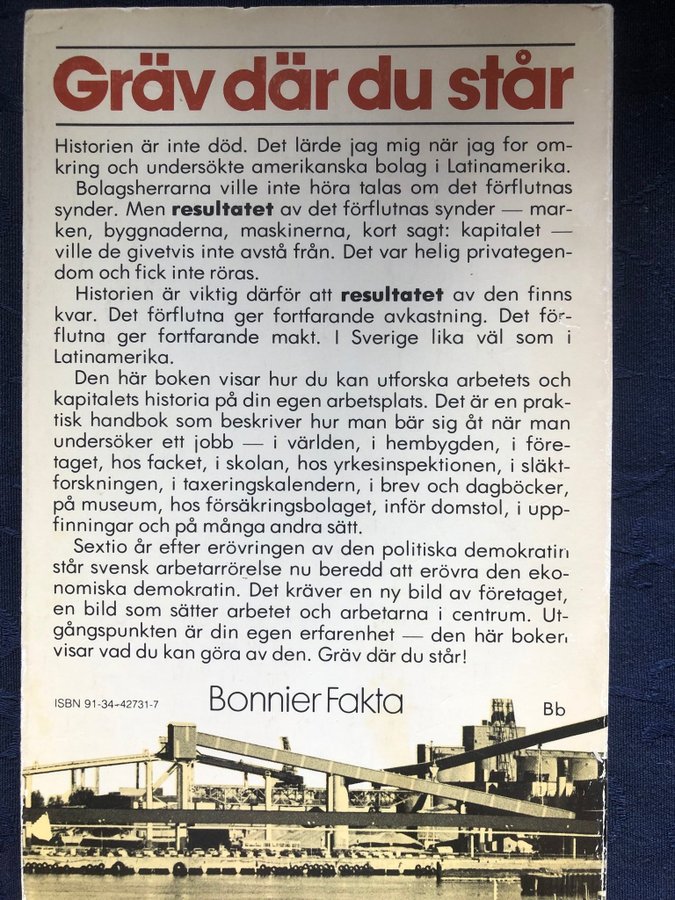 Gräv där du står
Historien är inte död. Det lärde jag mig när jag for om-
kring och undersökte amerikanska bolag i Latinamerika.
Bolagsherrarna ville inte höra talas om det förflutnas
synder. Men resultatet av det förflutnas synder — mar-
ken, byggnaderna, maskinerna, kort sagt: kapitalet —
ville de givetvis inte avstå från. Det var helig privategen-
dom och fick inte röras.
Historien är viktig därför att resultatet av den finns
kvar. Det förflutna ger fortfarande avkastning. Det för-
flutna ger fortfarande makt. I Sverige lika väl som i
Latinamerika.
Den här boken visar hur du kan utforska arbetets och
kapitalets historia på din egen arbetsplats. Det är en prak-
tisk handbok som beskriver hur man bär sig åt när man
undersöker ett jobb — i världen, i hembygden, i före-
taget, hos facket, i skolan, hos yrkesinspektionen, i släkt-
forskningen, i taxeringskalendern, i brev och dagböcker,
på museum, hos försäkringsbolaget, inför domstol, i upp-
finningar och på många andra sätt.
Sextio år efter erövringen av den politiska demokratin
står svensk arbetarrörelse nu beredd att erövra den eko-
nomiska demokratin. Det kräver en ny bild av företaget,
en bild som sätter arbetet och arbetarna i centrum. Ut-
gångspunkten är din egen erfarenhet — den här boken
visar vad du kan göra av den. Gräv där du står!
ISBN 91-34-42731-7
Bonnier Fakta
Bb